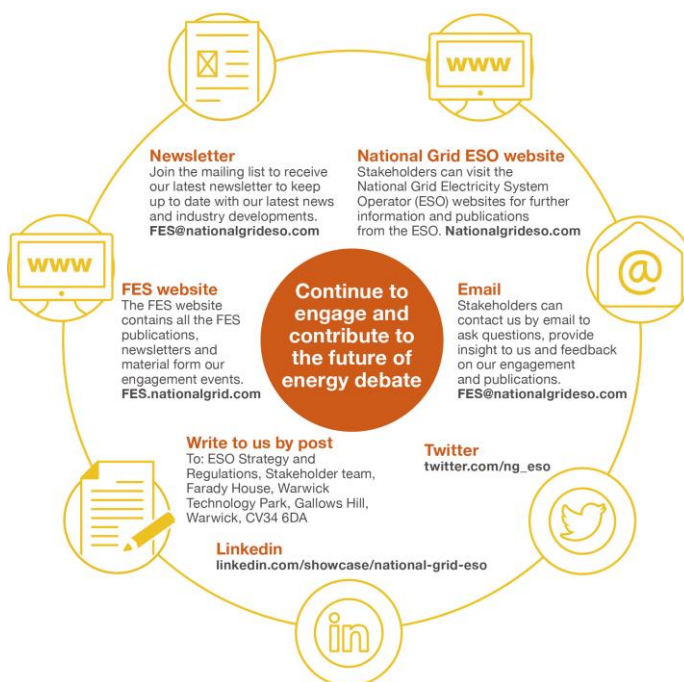 www
Newsletter
Join the mailing list to receive
our latest newsletter to keep
up to date with our latest news
and industry developments.
FES@nationalgrideso.com
National Grid ESO website
Stakeholders can visit the
National Grid Electricity System
Operator (ESO) websites for further
information and publications
from the ESO. Nationalgrideso.com
www
FES website
The FES website
contains all the FES
publications,
newsletters and
material form our
engagement events.
FES.nationalgrid.com
Continue to
engage and
contribute to
the future of
energy debate
@
Email
Stakeholders can
contact us by email to
ask questions, provide
insight to us and feedback
on our engagement
and publications.
FES@nationalgrideso.com
Write to us by post
To: ESO Strategy and
Regulations, Stakeholder team,
Farady House, Warwick
Technology Park, Gallows Hill,
Warwick, CV34 6DA
Twitter
twitter.com/ng_eso
Linkedin
linkedin.com/showcase/national-grid-eso
in